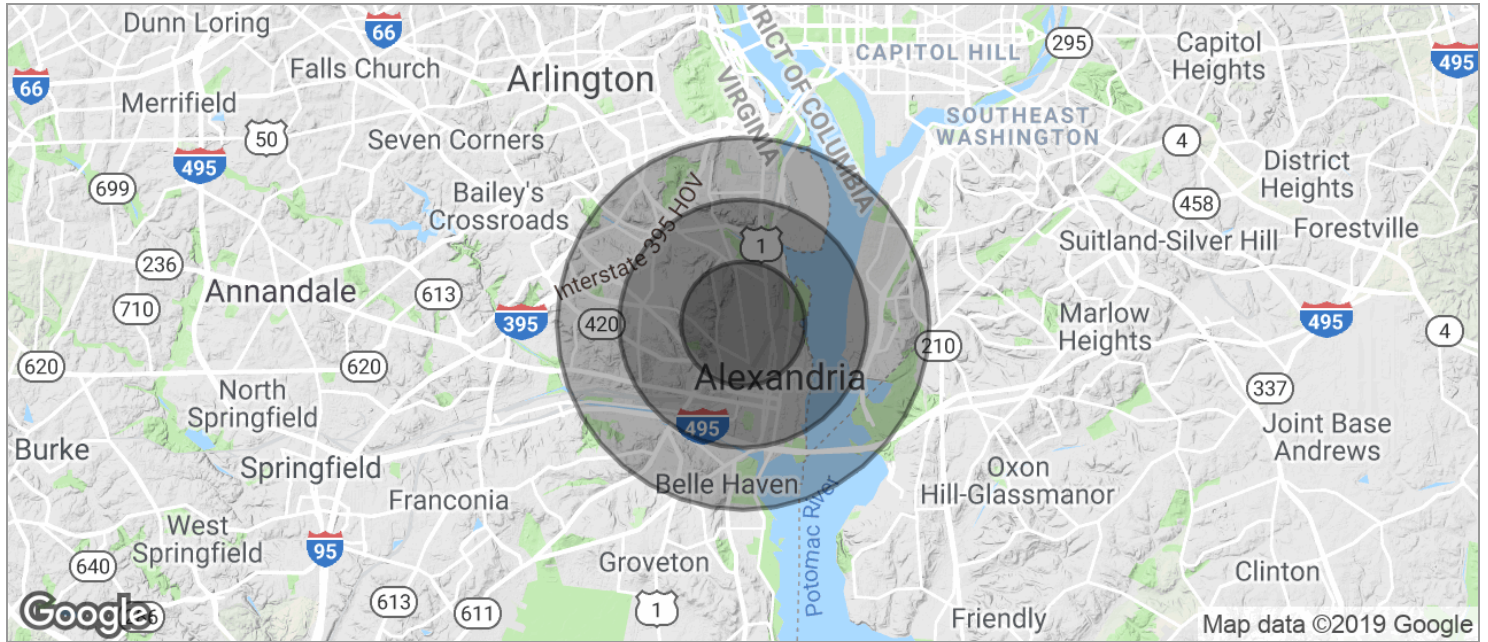 Dunn Loring
66
295
Capitol
Heights
495
66
Falls Church
Arlington
CAPITOL HILL
DISTRICT OF COLUMBIA
VIRGINIA
Merrifield
50
Seven Corners
SOUTHEAST
WASHINGTON
4
495
District
Heights
699
Bailey's
Crossroads
458
Interstate 395 HOV
1
Suitland-Silver Hill
Forestville
236
Annandale
613
710
395
420
Marlow
Heights
495
4
210
620
620
Alexandria
337
North
Springfield
495
Joint Base
Andrews
Burke
Springfield
Belle Haven
Oxon
Hill-Glassmanor
Franconia
West
Springfield
95
Potomac River
640
Groveton
Clinton
613
611
1
Friendly
Google
Map data ©2019 Google